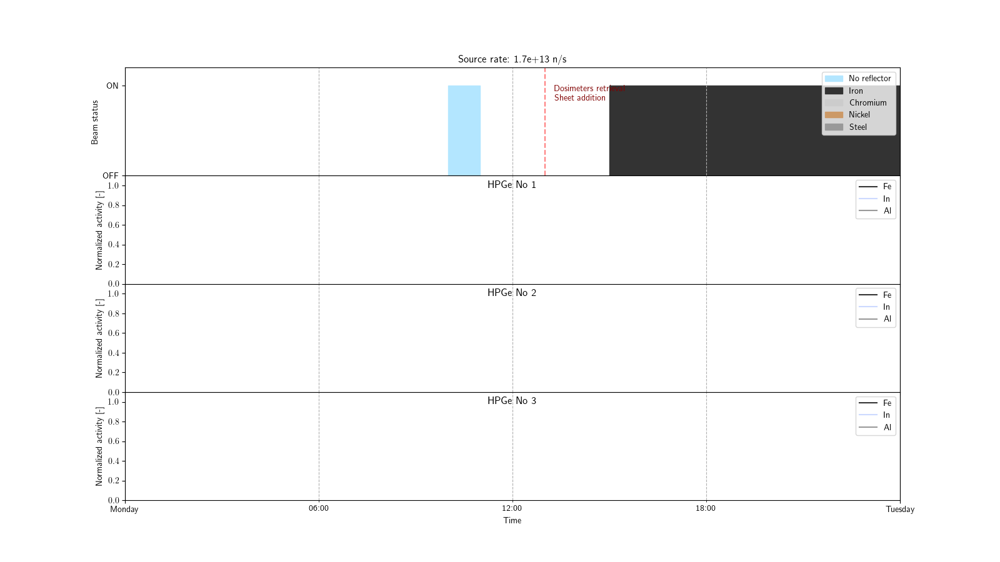 Source rate: 1.7e+13 n/s
ON
OFF
Beam status
Dosimeters retrieval
Sheet addition
No reflector
Iron
Chromium
Nickel
Steel
HPGe No 1
1.0
0.8
0.6
0.4
0.2
0.0
Normalized activity [-]
Fe
In
Al
HPGe No 2
1.0
0.8
0.6
0.4
0.2
0.0
Normalized activity [-]
Fe
In
Al
HPGe No 3
1.0
0.8
0.6
0.4
0.2
0.0
Normalized activity [-]
Fe
In
Al
Monday
06:00
12:00
18:00
Tuesday
Time